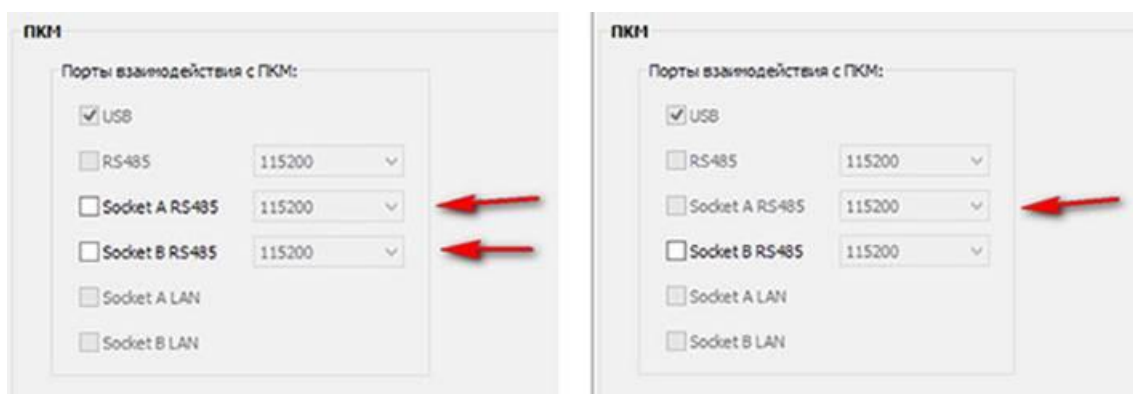 ПКМ
Порты взаимодействия с ПКМ:
USB
RS485 115200
Socket A RS485 115200
Socket B RS485 115200
Socket A LAN
Socket B LAN
ПКМ
Порты взаимодействия с ПКМ:
USB
RS485 115200
Socket A RS485 115200
Socket B RS485 115200
Socket A LAN
Socket B LAN